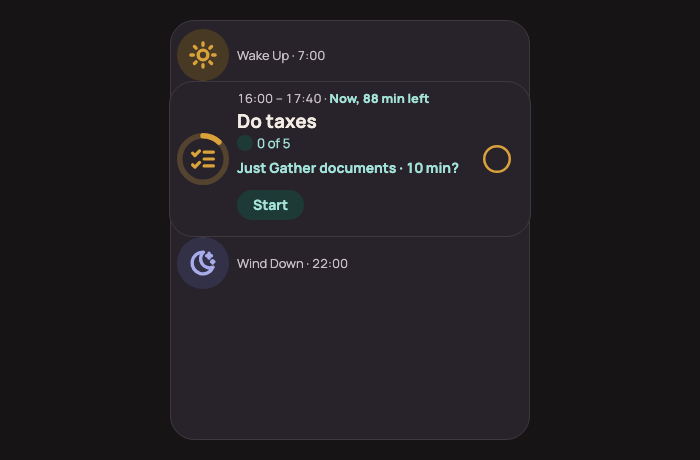 Wake Up · 7:00
16:00 – 17:40 · Now, 88 min left
Do taxes
0 of 5
Just Gather documents · 10 min?
Start
Wind Down · 22:00